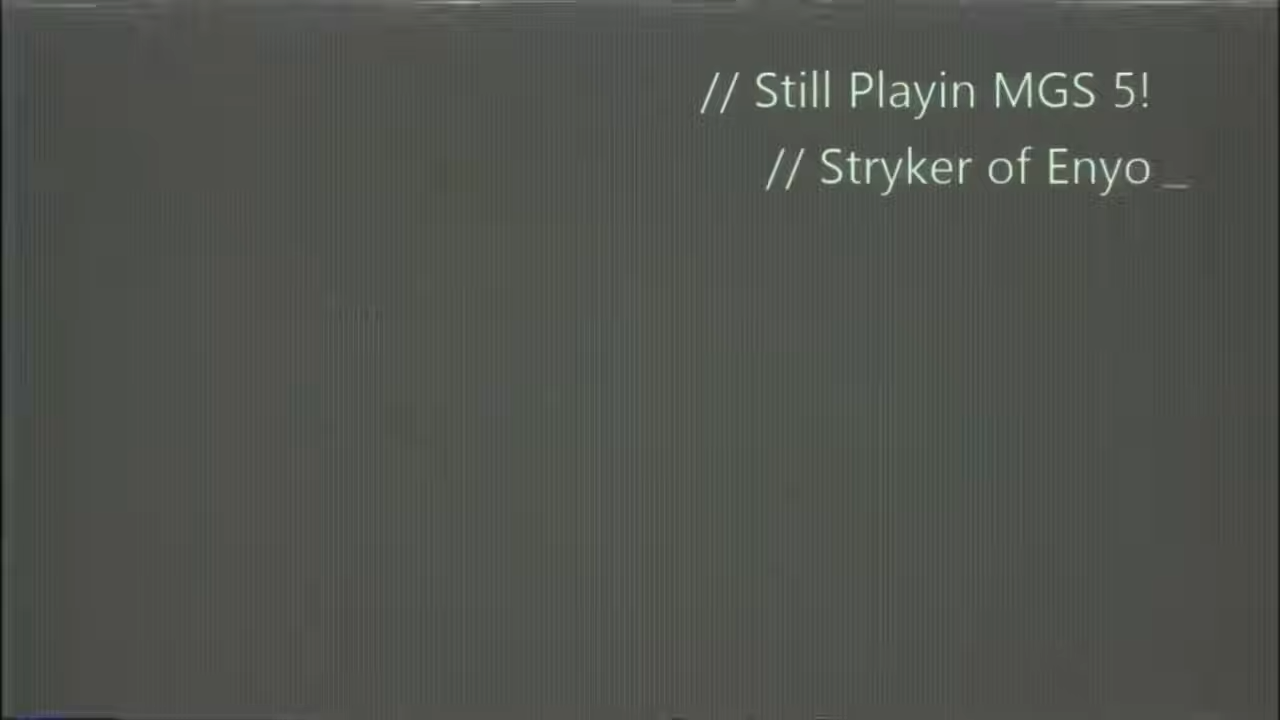 // Still Playin MGS 5!
// Stryker of Enyo _